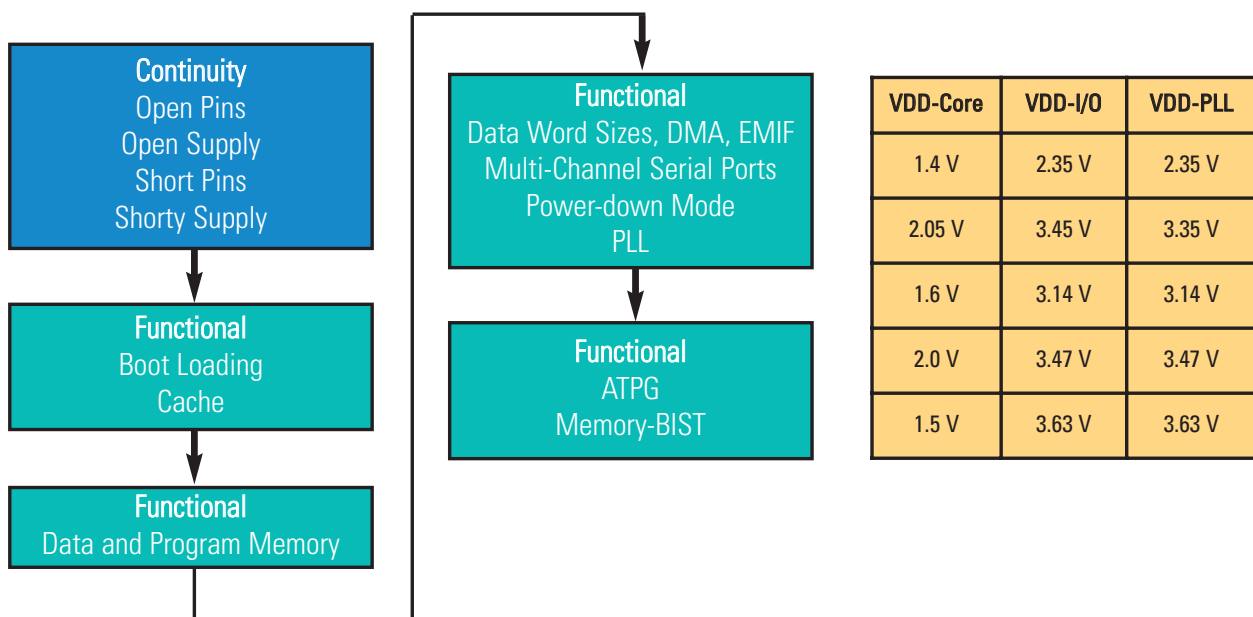 Continuity
Open Pins
Open Supply
Short Pins
Shorty Supply
Functional
Boot Loading
Cache
Functional
Data and Program Memory
Functional
Data Word Sizes, DMA, EMIF
Multi-Channel Serial Ports
Power-down Mode
PLL
Functional
ATPG
Memory-BIST
VDD-Core VDD-I/O VDD-PLL
1.4 V 2.35 V 2.35 V
2.05 V 3.45 V 3.35 V
1.6 V 3.14 V 3.14 V
2.0 V 3.47 V 3.47 V
1.5 V 3.63 V 3.63 V